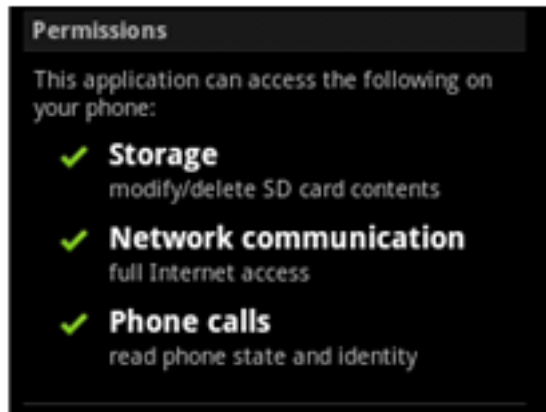 Permissions
This application can access the following on
your phone:
Storage
modify/delete SD card contents
Network communication
full Internet access
Phone calls
read phone state and identity